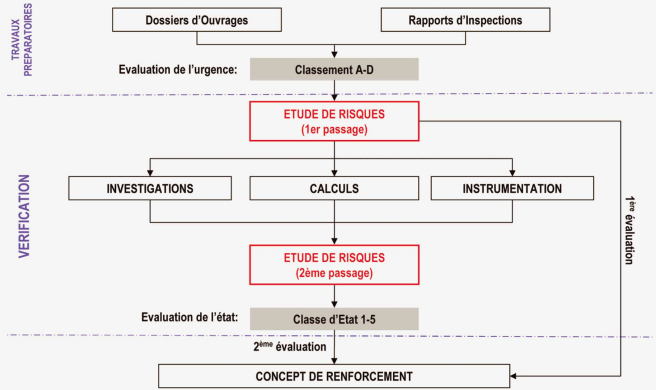 TRAVAUX
PREPARATOIRES
Dossiers d'Ouvrages
Rapports d'Inspections
Evaluation de l'urgence:
Classement A-D
VERIFICATION
ETUDE DE RISQUES
(1er passage)
INVESTIGATIONS
CALCULS
INSTRUMENTATION
1ère évaluation
ETUDE DE RISQUES
(2ème passage)
Evaluation de l'état:
Classe d'Etat 1-5
2ème évaluation
CONCEPT DE RENFORCEMENT